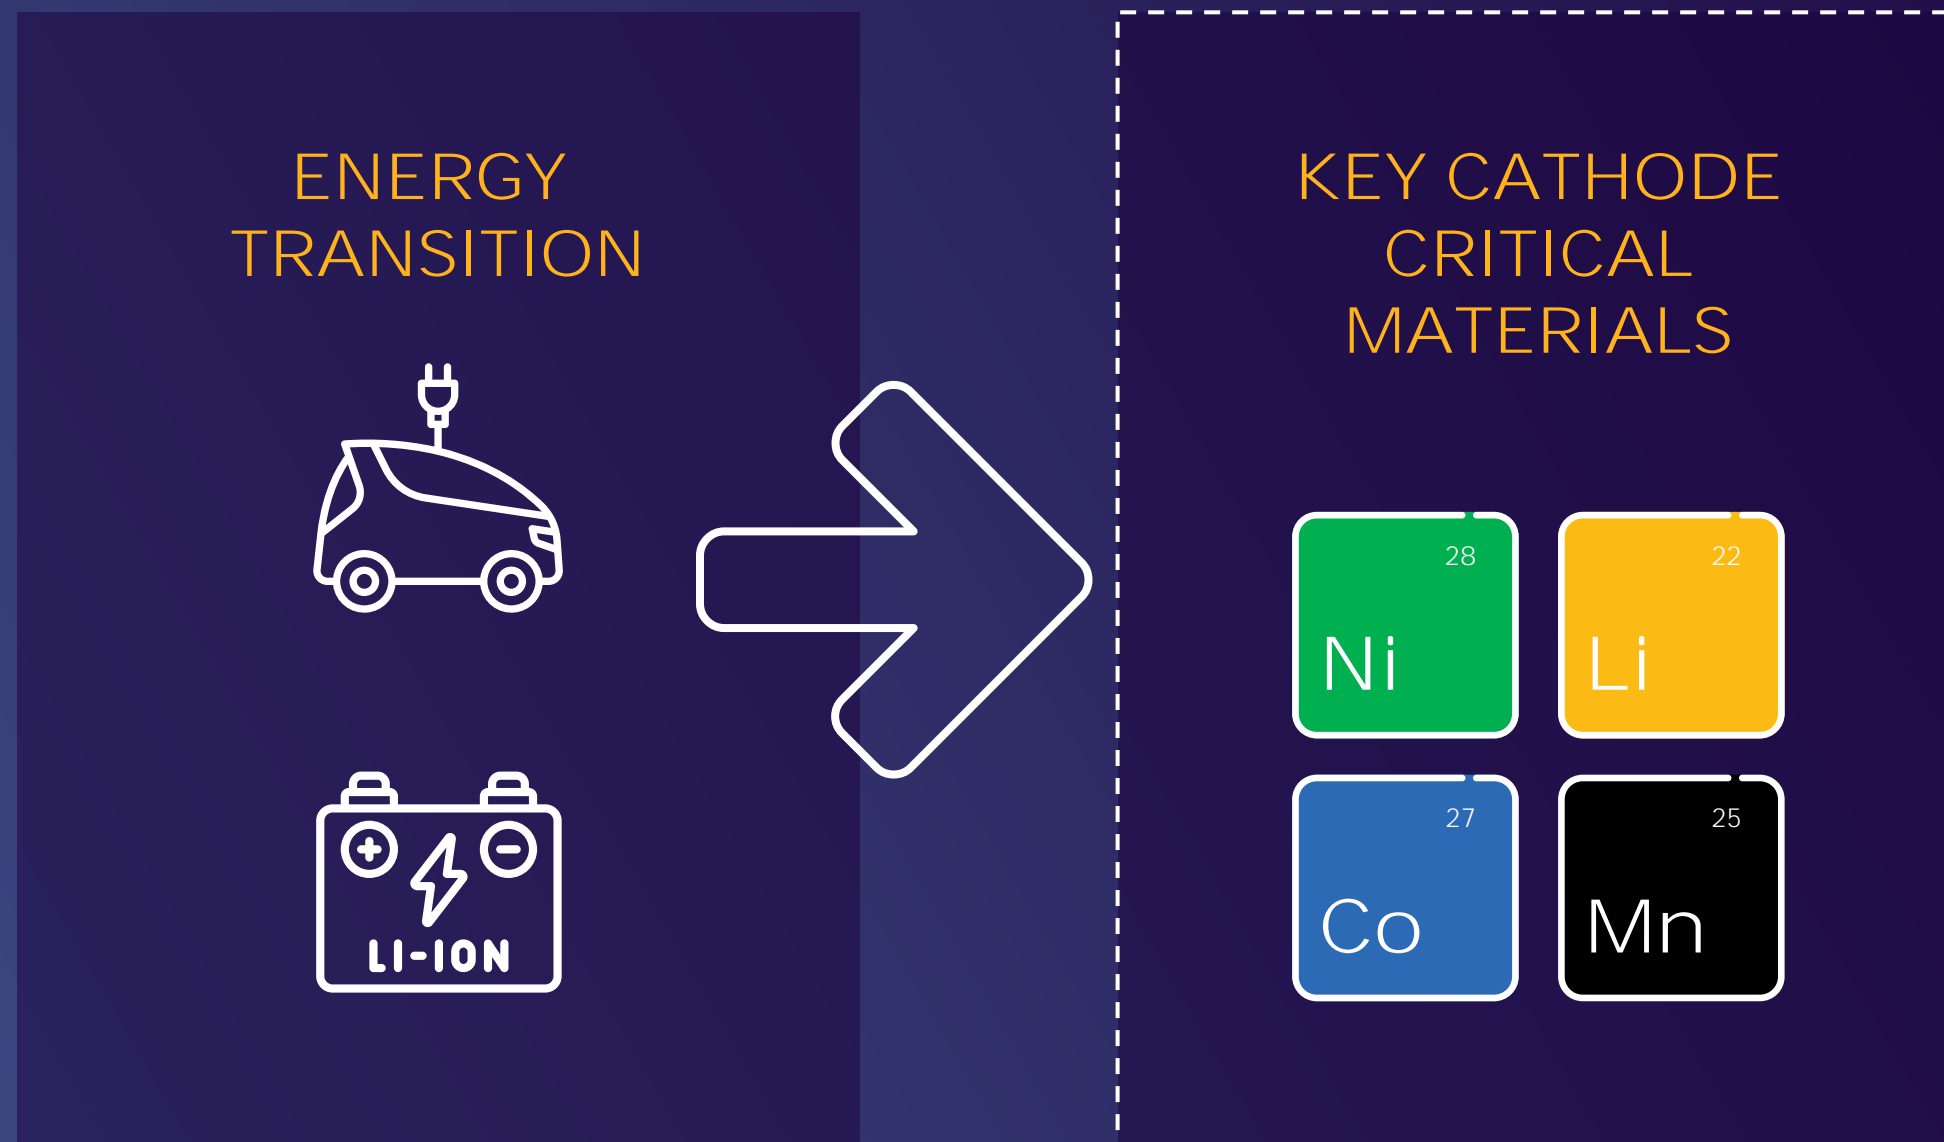 ENERGY
TRANSITION
LI-ION
KEY CATHODE
CRITICAL
MATERIALS
28
Ni
22
Li
27
Co
25
Mn